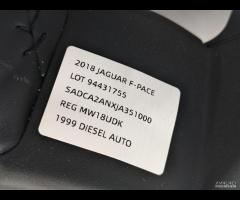 2018 JAGUAR F-PACE
LOT 94431755
SADCA2ANXJA351000
REG MW18UDK
1999 DIESEL AUTO